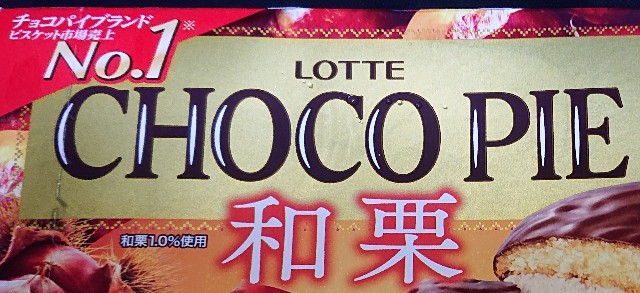 チョコパイブランド
ビスケット市場売上
No.1※
LOTTE
CHOCO PIE
和栗
和栗1.0%使用